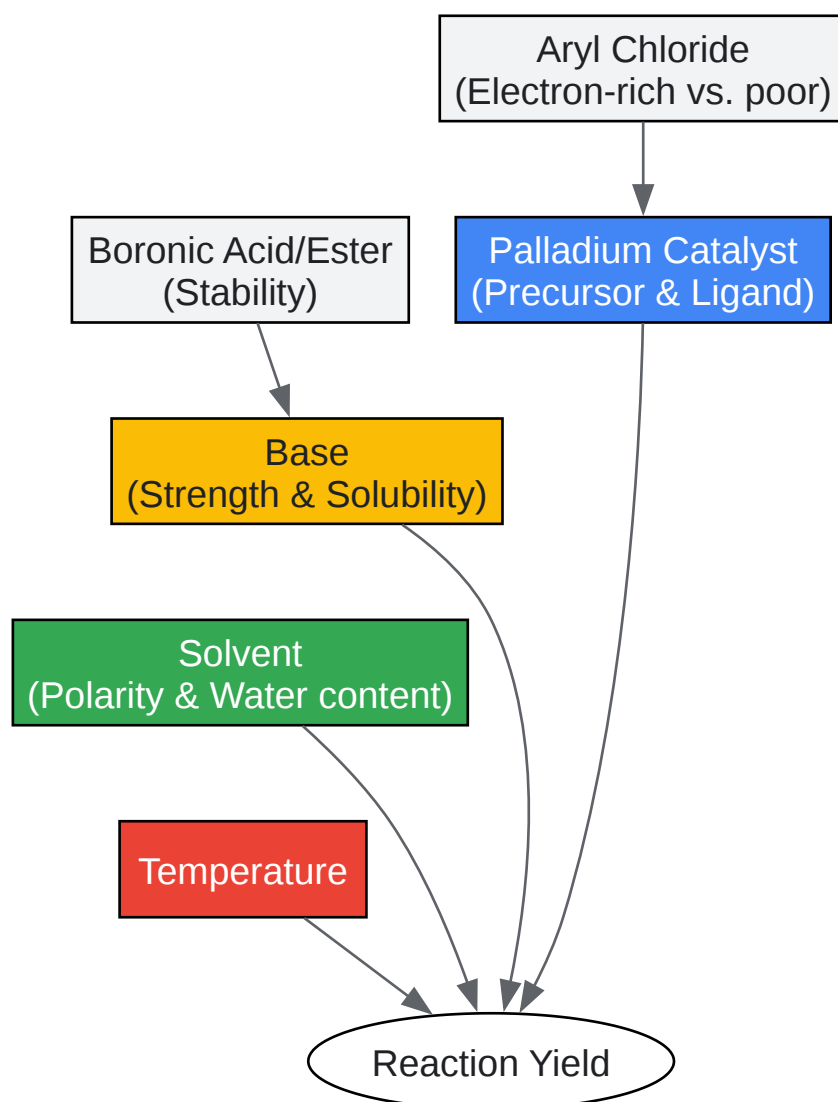 Aryl Chloride
(Electron-rich vs. poor)
Boronic Acid/Ester
(Stability)
Palladium Catalyst
(Precursor & Ligand)
Base
(Strength & Solubility)
Solvent
(Polarity & Water content)
Temperature
Reaction Yield